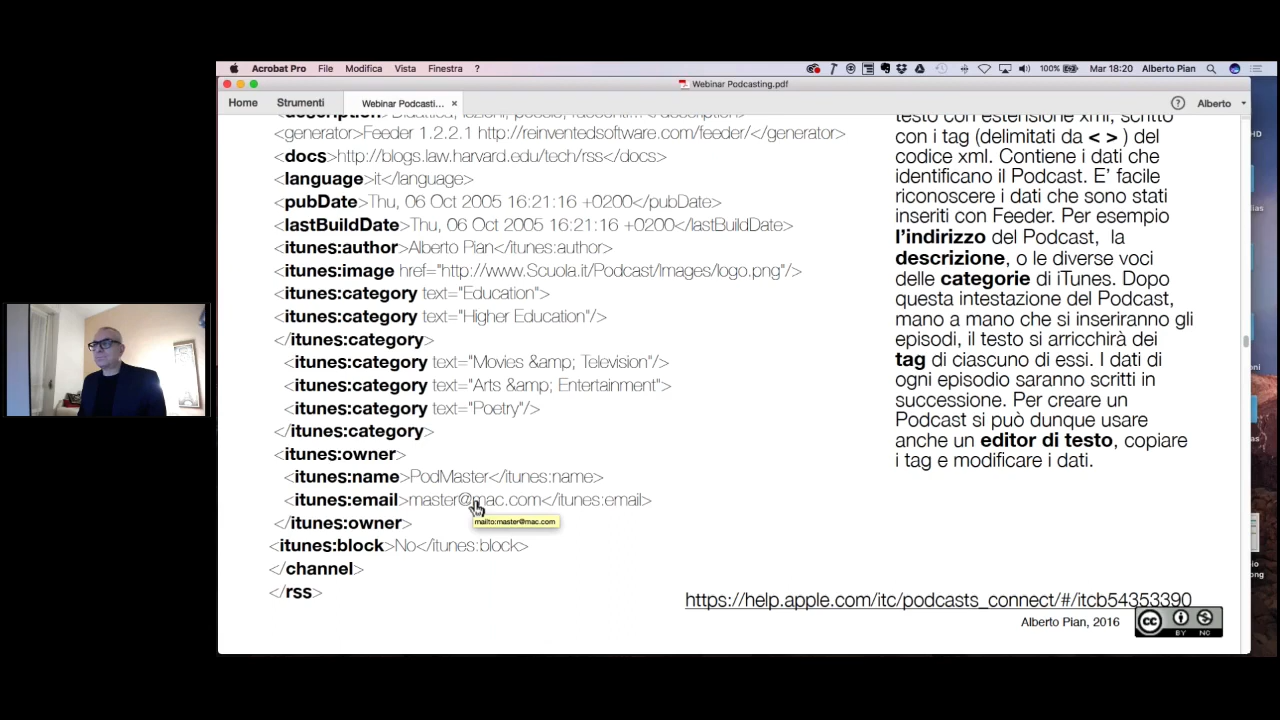 Acrobat Pro File Modifica Vista Finestra ? 100% Mar 18:20 Alberto Pian
Webinar Podcasting.pdf
Home Strumenti Webinar Podcasti... × ? Alberto
<generator>Feeder 1.2.2.1 http://reinventedsoftware.com/feeder/</generator>
<docs>http://blogs.law.harvard.edu/tech/rss</docs>
<language>it</language>
<pubDate>Thu, 06 Oct 2005 16:21:16 +0200</pubDate>
<lastBuildDate>Thu, 06 Oct 2005 16:21:16 +0200</lastBuildDate>
<itunes:author>Alberto Pian</itunes:author>
<itunes:image href="http://www.Scuola.it/Podcast/Images/logo.png"/>
<itunes:category text="Education">
<itunes:category text="Higher Education"/>
</itunes:category>
<itunes:category text="Movies &amp; Television"/>
<itunes:category text="Arts &amp; Entertainment">
<itunes:category text="Poetry"/>
</itunes:category>
<itunes:owner>
<itunes:name>PodMaster</itunes:name>
<itunes:email>master@mac.com</itunes:email>
mailto:master@mac.com
</itunes:owner>
<itunes:block>No</itunes:block>
</channel>
</rss>
testo con estensione xml, scritto
con i tag (delimitati da < > ) del
codice xml. Contiene i dati che
identificano il Podcast. E' facile
riconoscere i dati che sono stati
inseriti con Feeder. Per esempio
l'indirizzo del Podcast, la
descrizione, o le diverse voci
delle categorie di iTunes. Dopo
questa intestazione del Podcast,
mano a mano che si inseriranno gli
episodi, il testo si arricchirà dei
tag di ciascuno di essi. I dati di
ogni episodio saranno scritti in
successione. Per creare un
Podcast si può dunque usare
anche un editor di testo, copiare
i tag e modificare i dati.
https://help.apple.com/itc/podcasts_connect/#/itcb54353390
Alberto Pian, 2016
cc BY NC